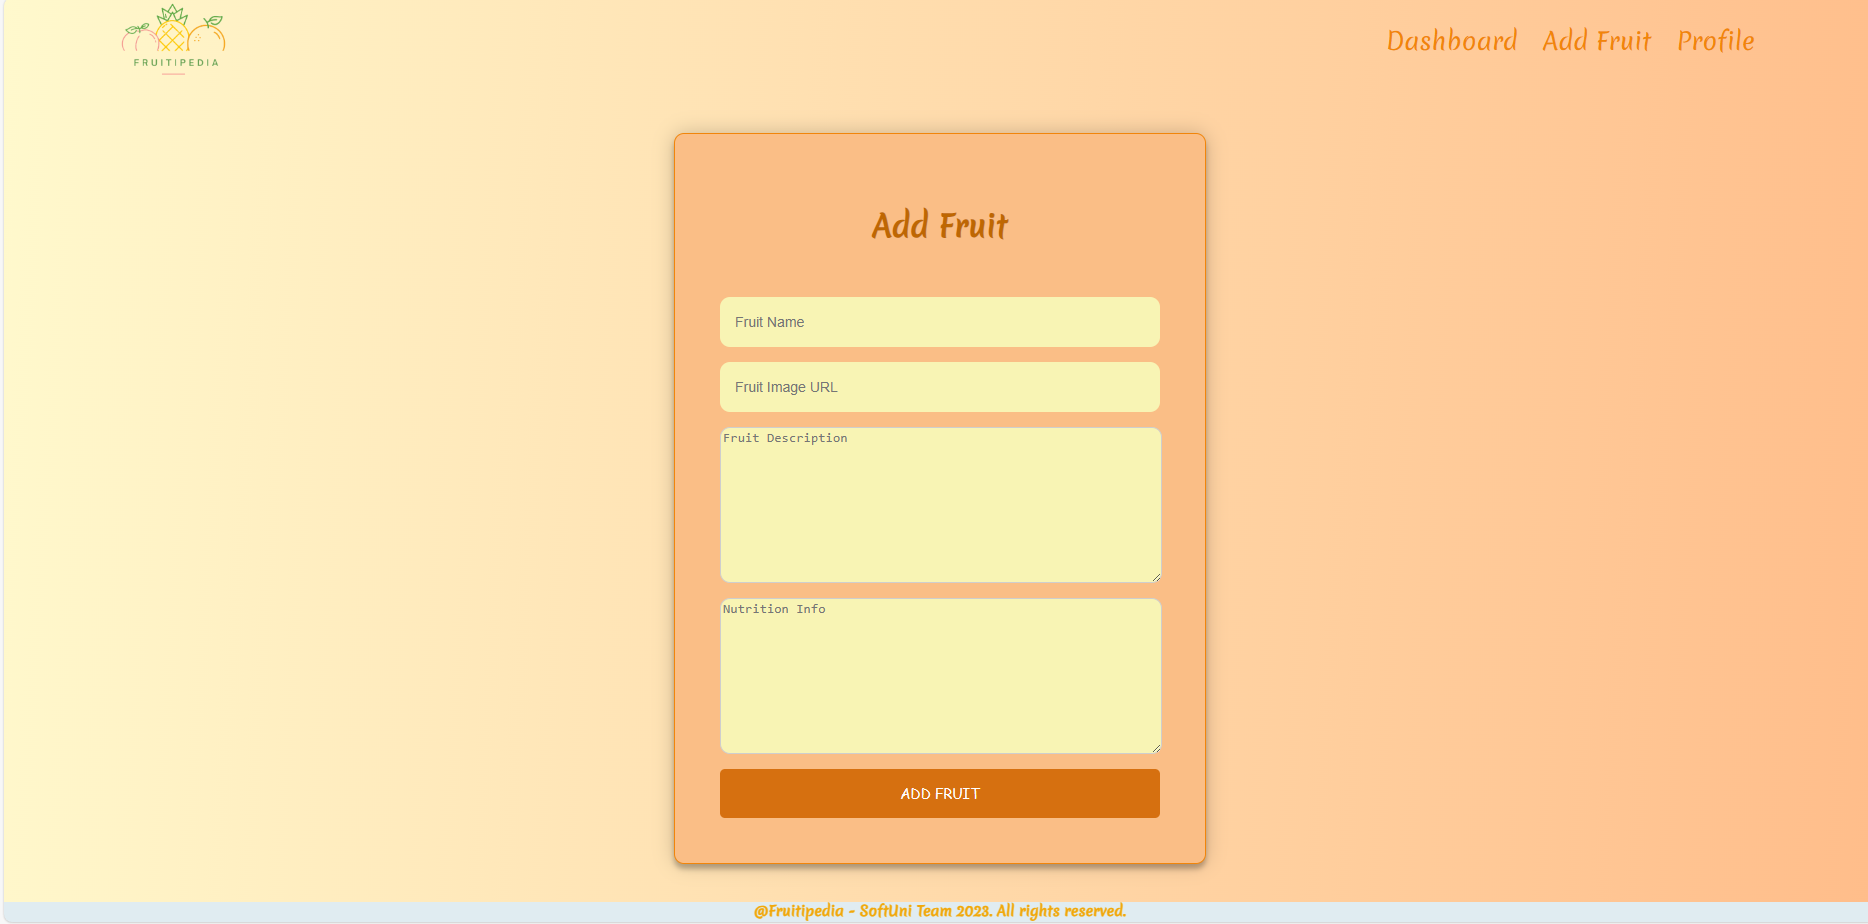 FRUITIPEDIA
Dashboard Add Fruit Profile
Add Fruit
Fruit Name
Fruit Image URL
Fruit Description
Nutrition Info
ADD FRUIT
@Fruitipedia - SoftUni Team 2023. All rights reserved.